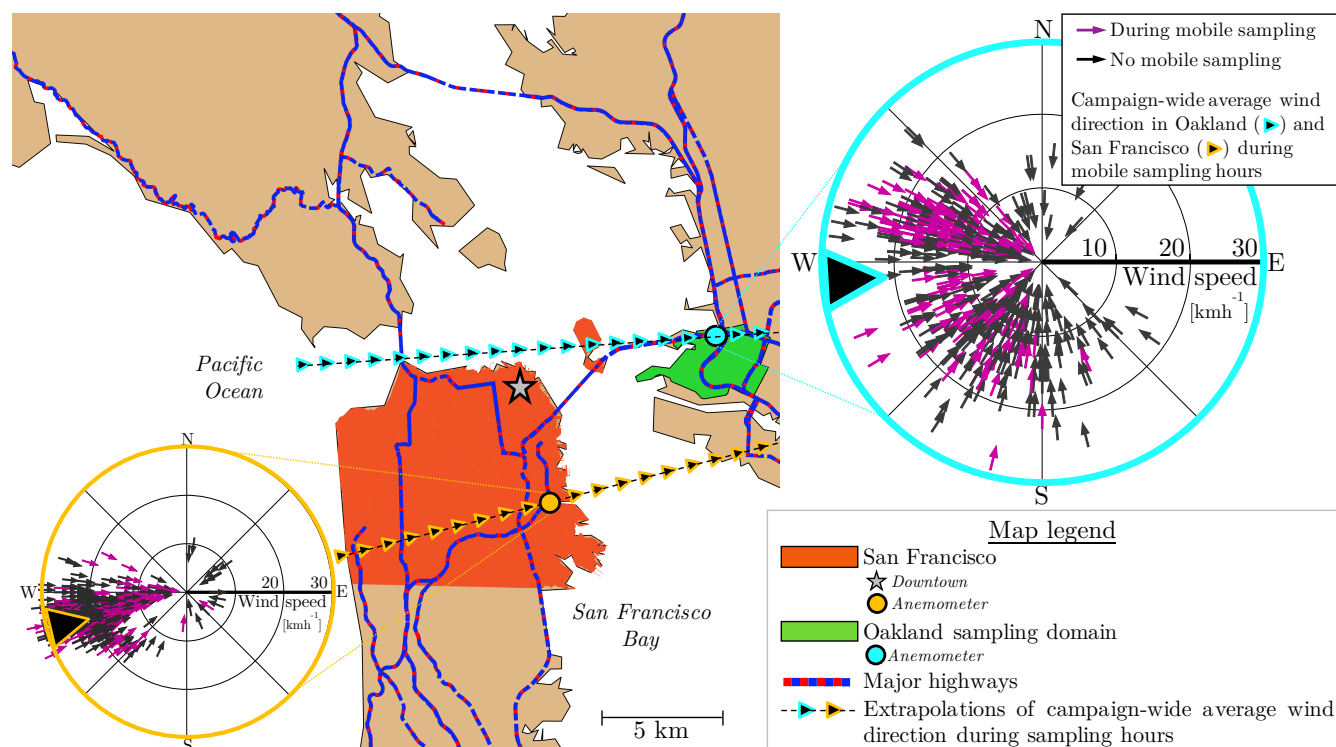 During mobile sampling
No mobile sampling
Campaign-wide average wind
direction in Oakland (▶) and
San Francisco (▶) during
mobile sampling hours
N
W
E
S
10
20
30
Wind speed
[kmh⁻¹]
Pacific
Ocean
N
W
E
S
20
30
Wind speed
[kmh⁻¹]
San Francisco
Bay
5 km
Map legend
San Francisco
Downtown
Anemometer
Oakland sampling domain
Anemometer
Major highways
Extrapolations of campaign-wide average wind
direction during sampling hours